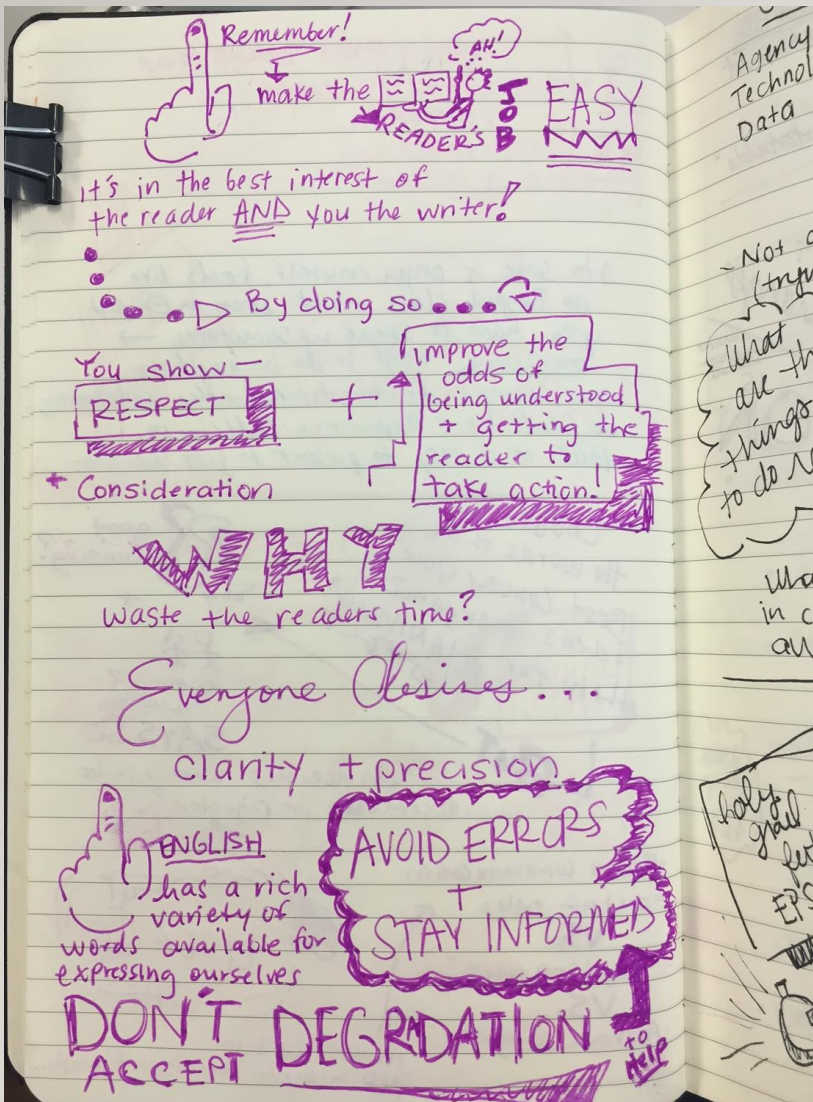 Remember!
make the READER'S JOB EASY
AH!
it's in the best interest of
the reader AND you the writer!
By doing so...
You show —
RESPECT
+ Consideration
+
improve the
odds of
being understood
+ getting the
reader to
take action!
WHY
waste the readers time?
Everyone desires...
clarity + precision
ENGLISH
has a rich
variety of
words available for
expressing ourselves
AVOID ERRORS
+
STAY INFORMED
to Help
DON'T
ACCEPT
DEGRADATION
Agency
Technol
Data
- Not
(try
what
are th
things
to do
wha
in c
au
holy
grail
EPS